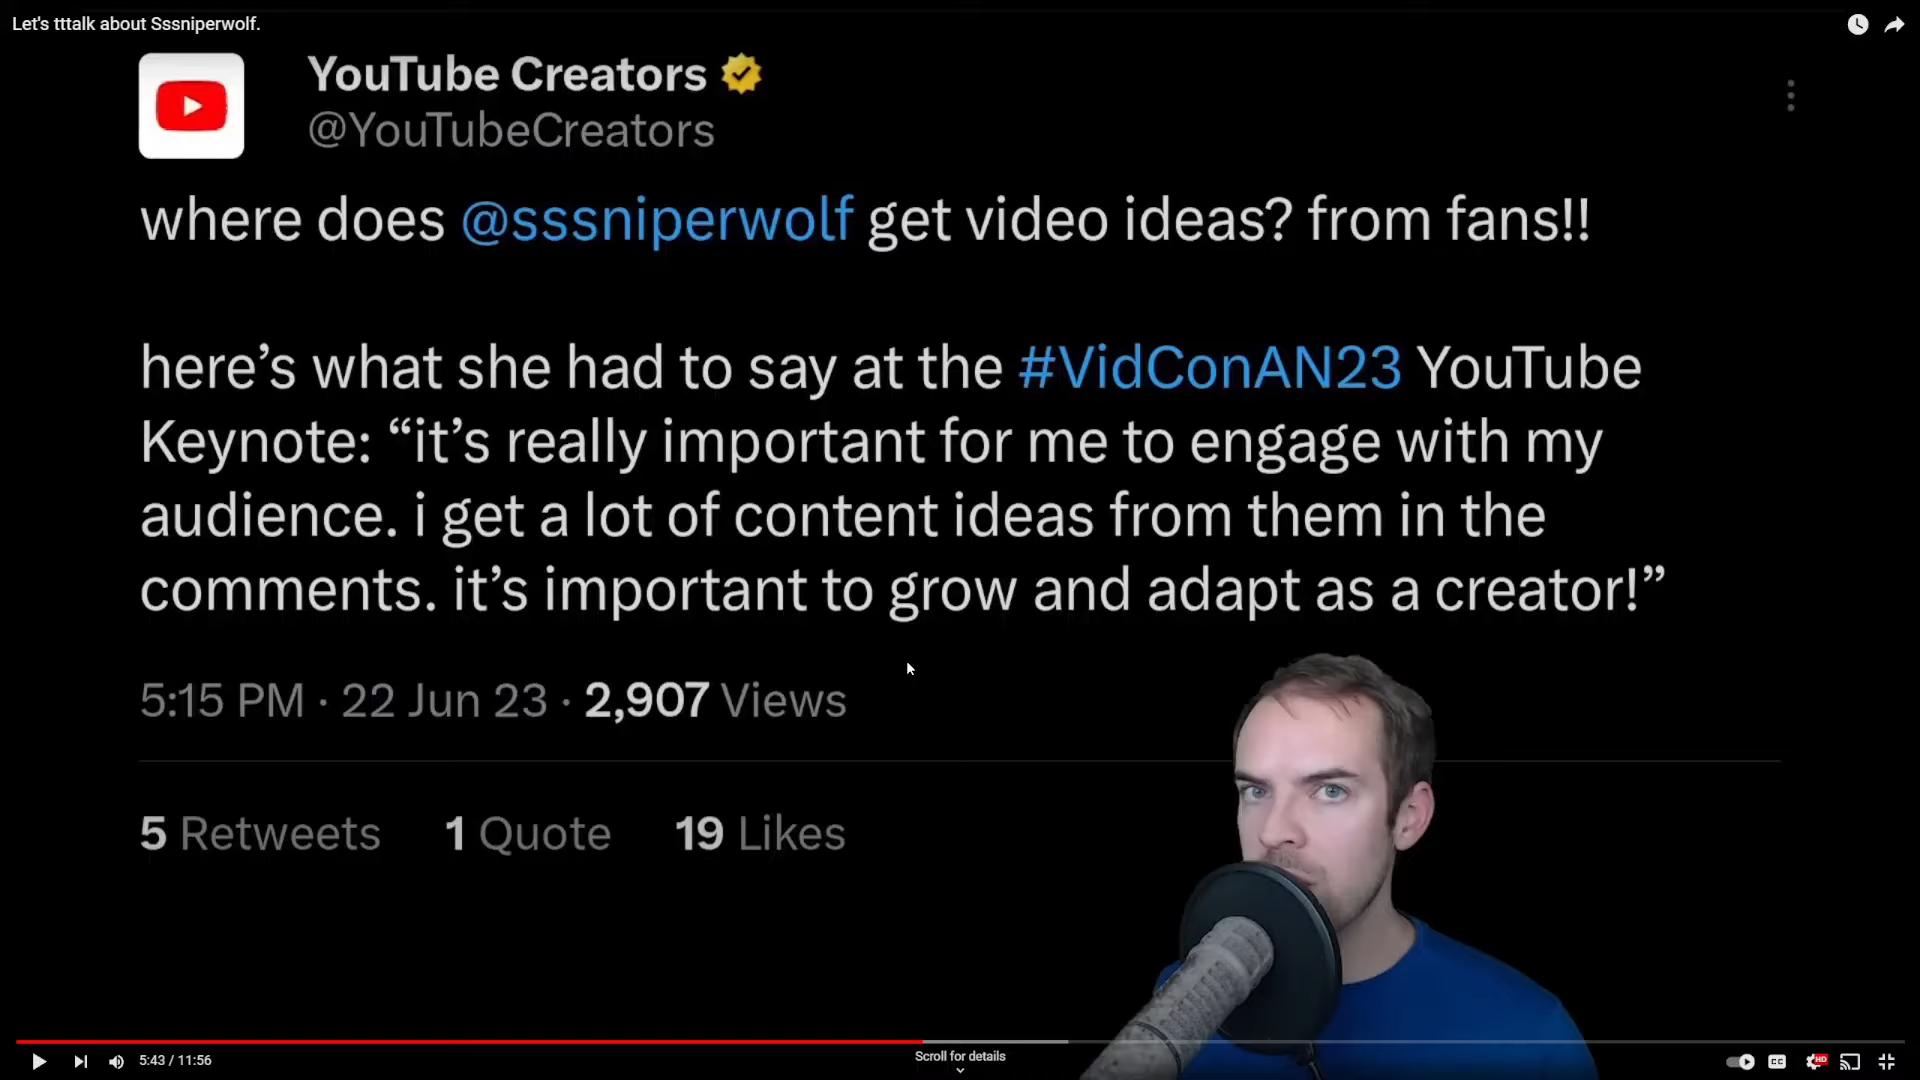 Let's tttalk about Sssniperwolf.
YouTube Creators
@YouTubeCreators
where does @sssniperwolf get video ideas? from fans!!
here’s what she had to say at the #VidConAN23 YouTube
Keynote: “it’s really important for me to engage with my
audience. i get a lot of content ideas from them in the
comments. it’s important to grow and adapt as a creator!”
5:15 PM · 22 Jun 23 · 2,907 Views
5 Retweets 1 Quote 19 Likes
5:43 / 11:56
Scroll for details
CC
HD